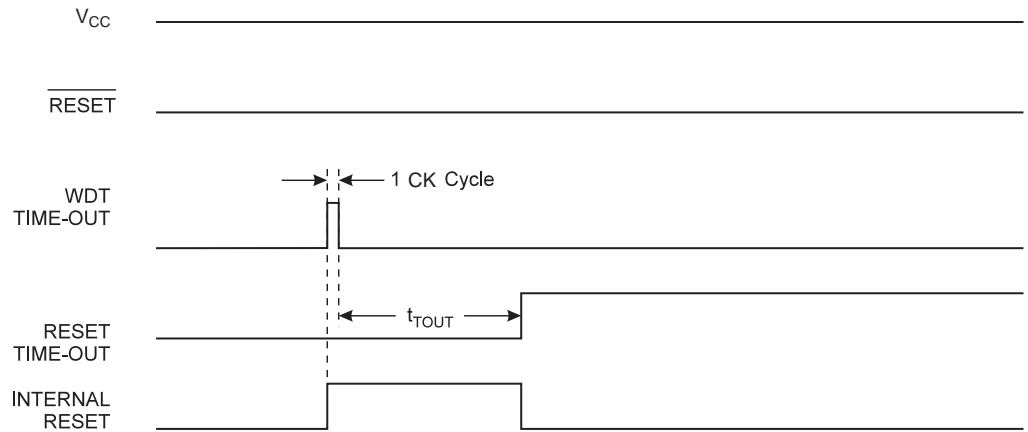 VCC
RESET
WDT
TIME-OUT
1 CK Cycle
RESET
TIME-OUT
tTOUT
INTERNAL
RESET